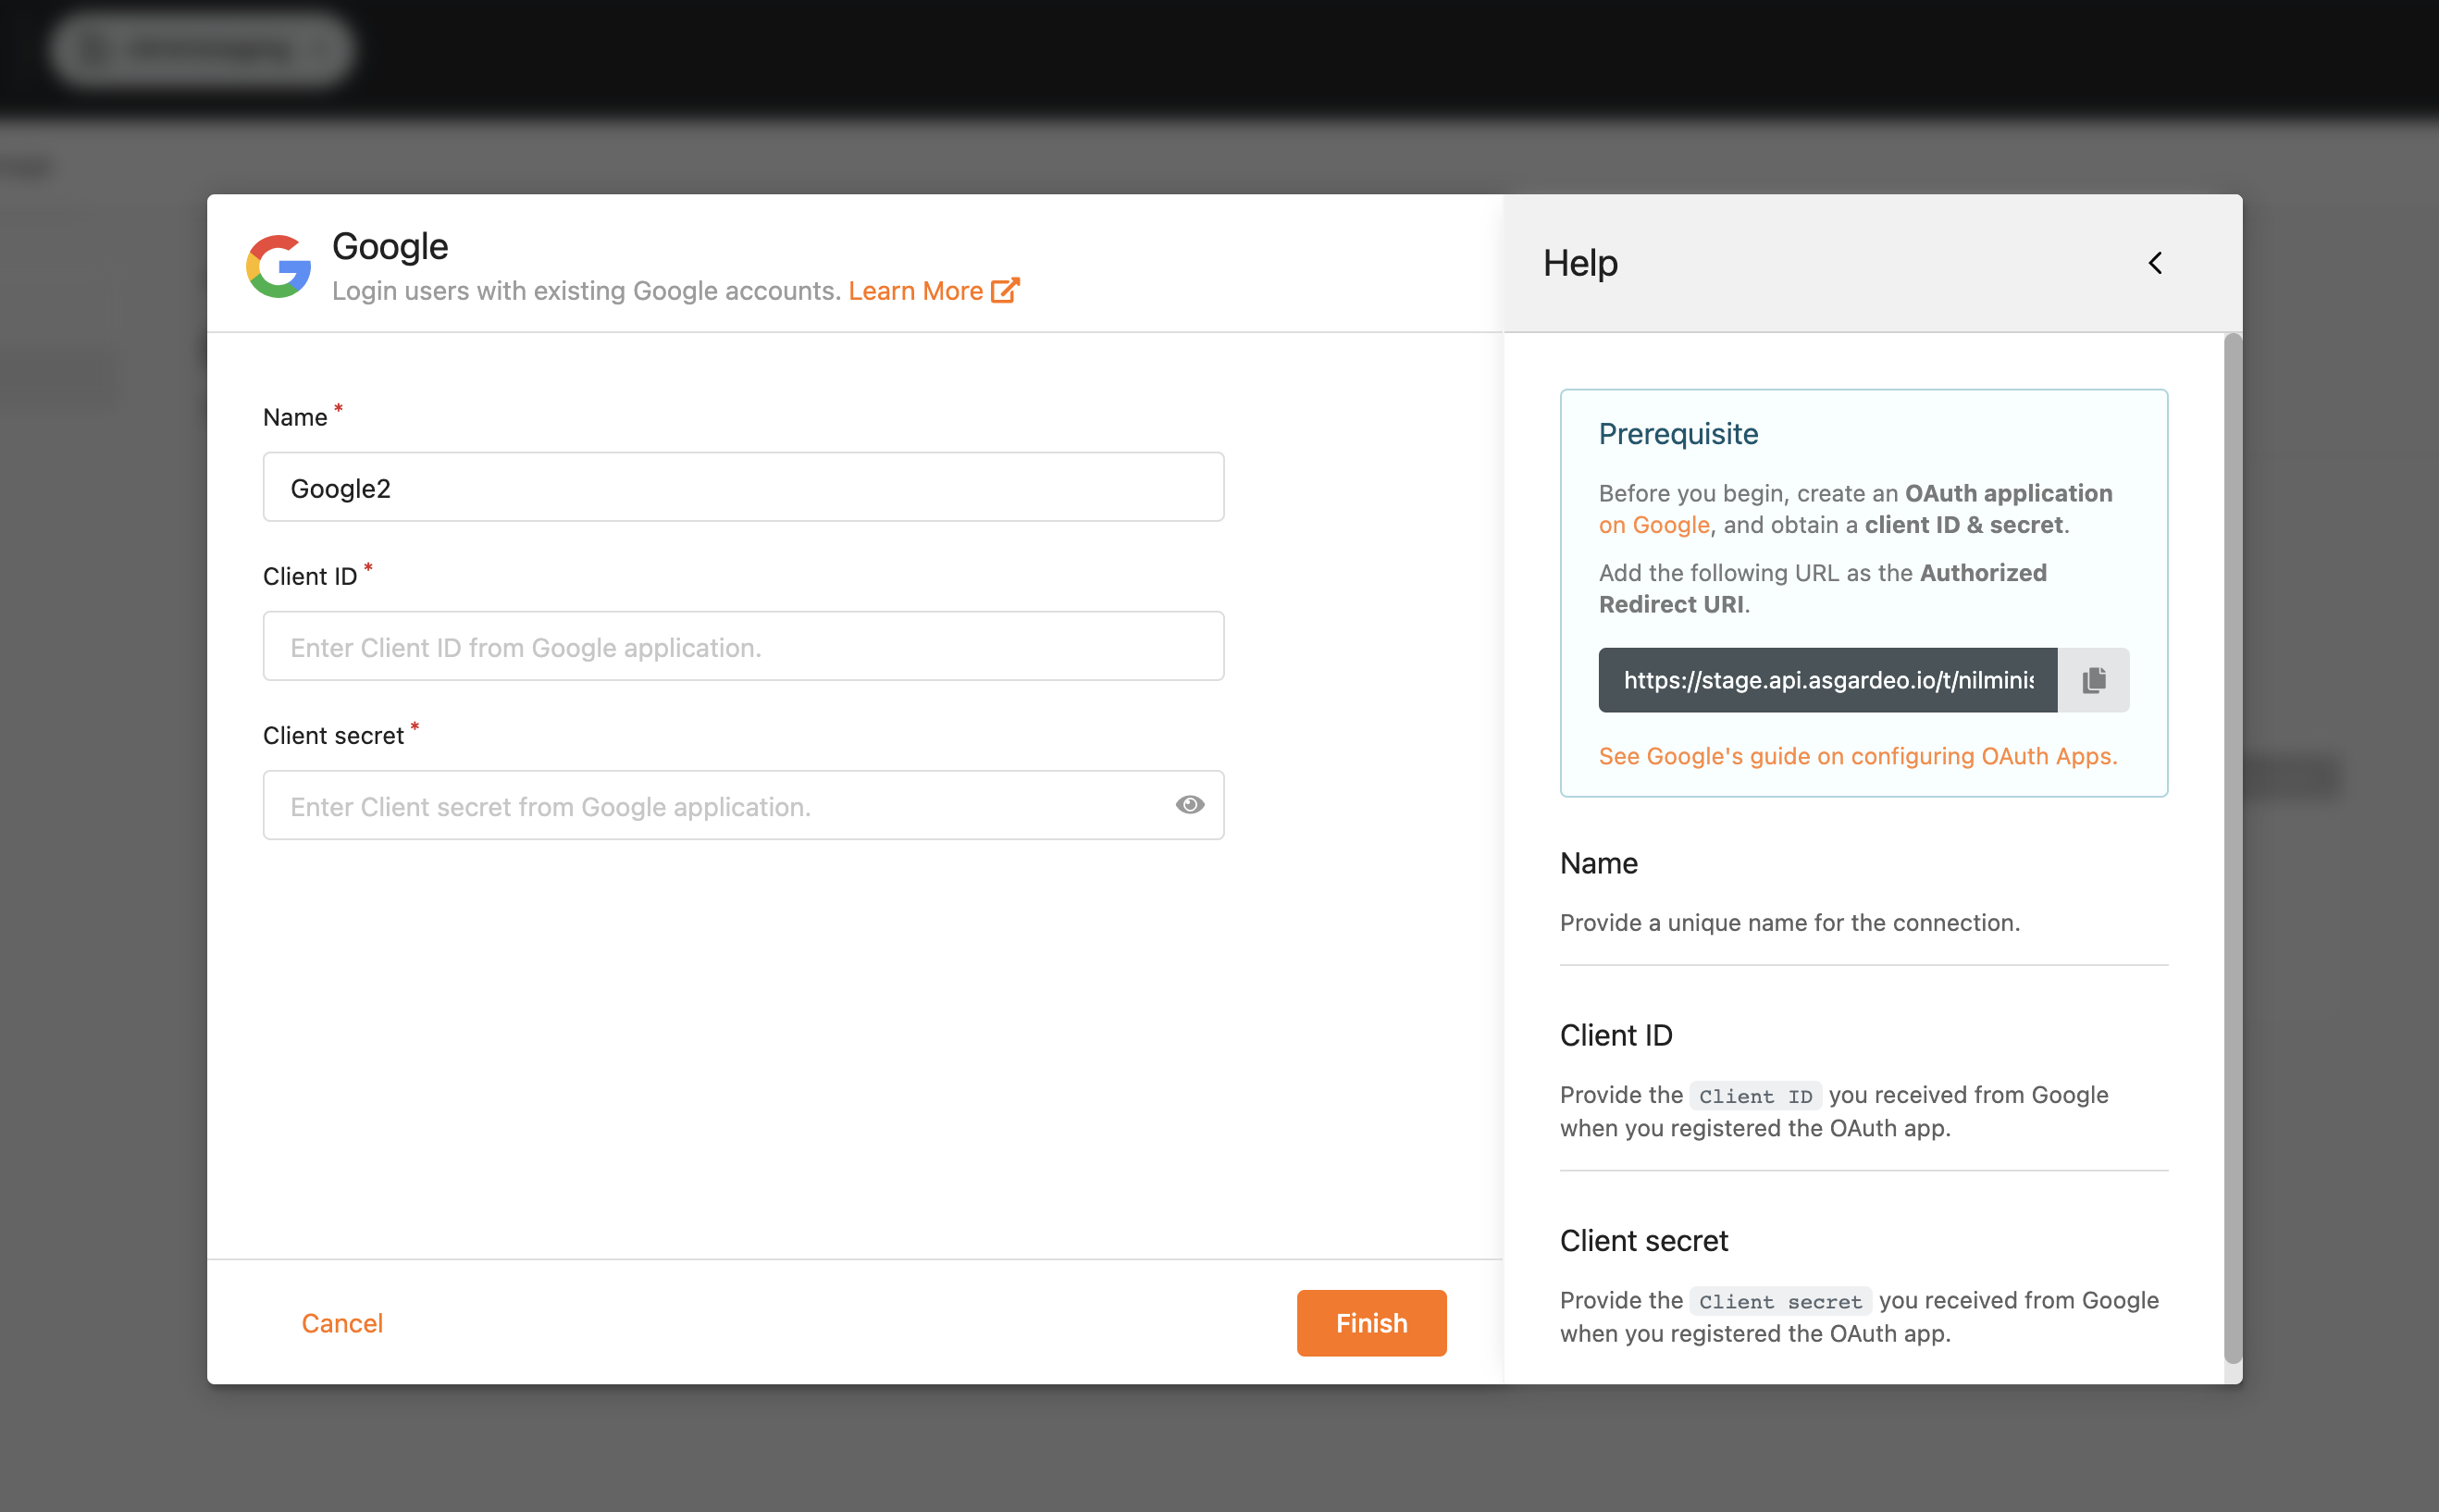 Google
Login users with existing Google accounts. Learn More
Name *
Google2
Client ID *
Enter Client ID from Google application.
Client secret *
Enter Client secret from Google application.
Cancel
Finish
Help
Prerequisite
Before you begin, create an OAuth application
on Google, and obtain a client ID & secret.
Add the following URL as the Authorized
Redirect URI.
https://stage.api.asgardeo.io/t/nilminis
See Google's guide on configuring OAuth Apps.
Name
Provide a unique name for the connection.
Client ID
Provide the Client ID you received from Google
when you registered the OAuth app.
Client secret
Provide the Client secret you received from Google
when you registered the OAuth app.